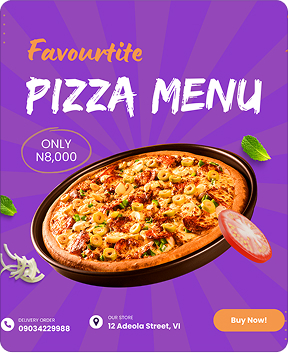 Favourtite
PIZZA MENU
ONLY
N8,000
DELIVERY ORDER
09034229988
OUR STORE
12 Adeola Street, VI
Buy Now!